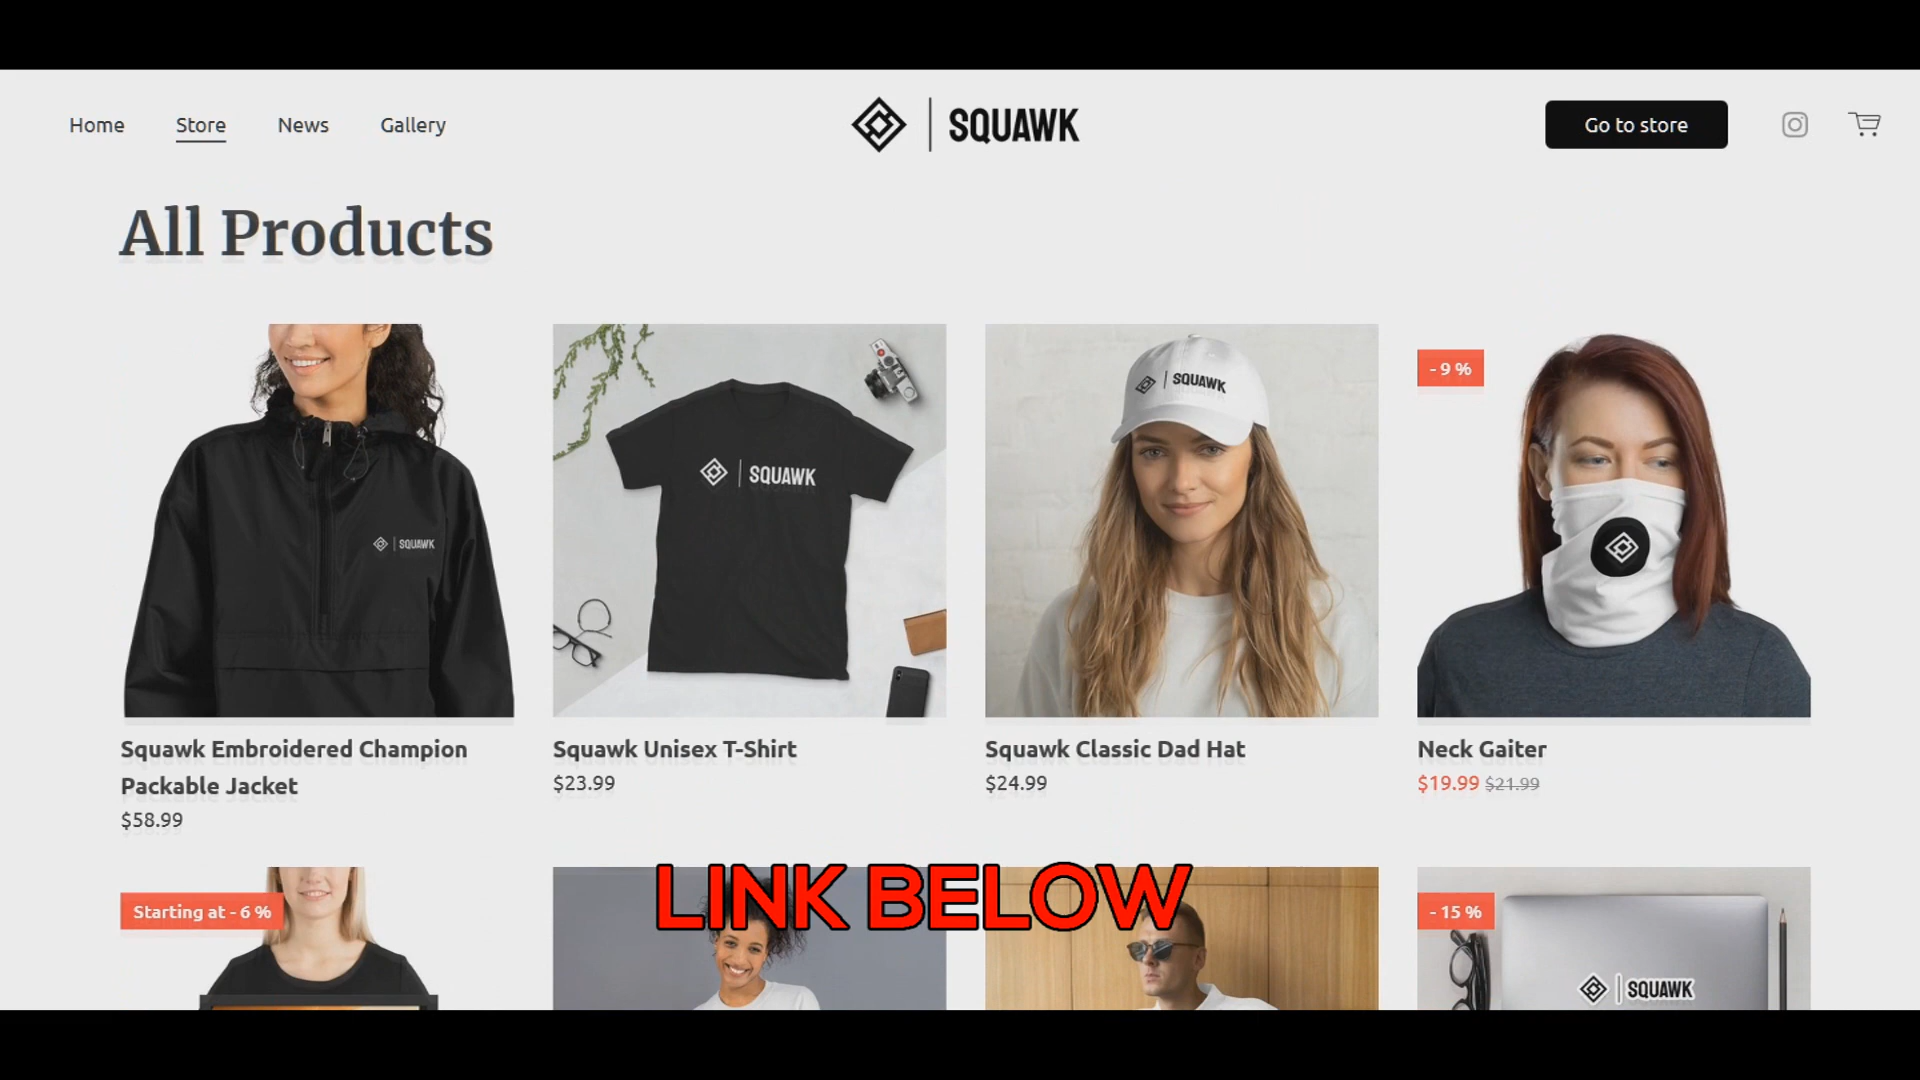 Home Store News Gallery
SQUAWK
Go to store
All Products
SQUAWK
SQUAWK
SQUAWK
- 9 %
Squawk Embroidered Champion
Packable Jacket
$58.99
Squawk Unisex T-Shirt
$23.99
Squawk Classic Dad Hat
$24.99
Neck Gaiter
$19.99 $21.99
LINK BELOW
Starting at - 6 %
- 15 %
SQUAWK